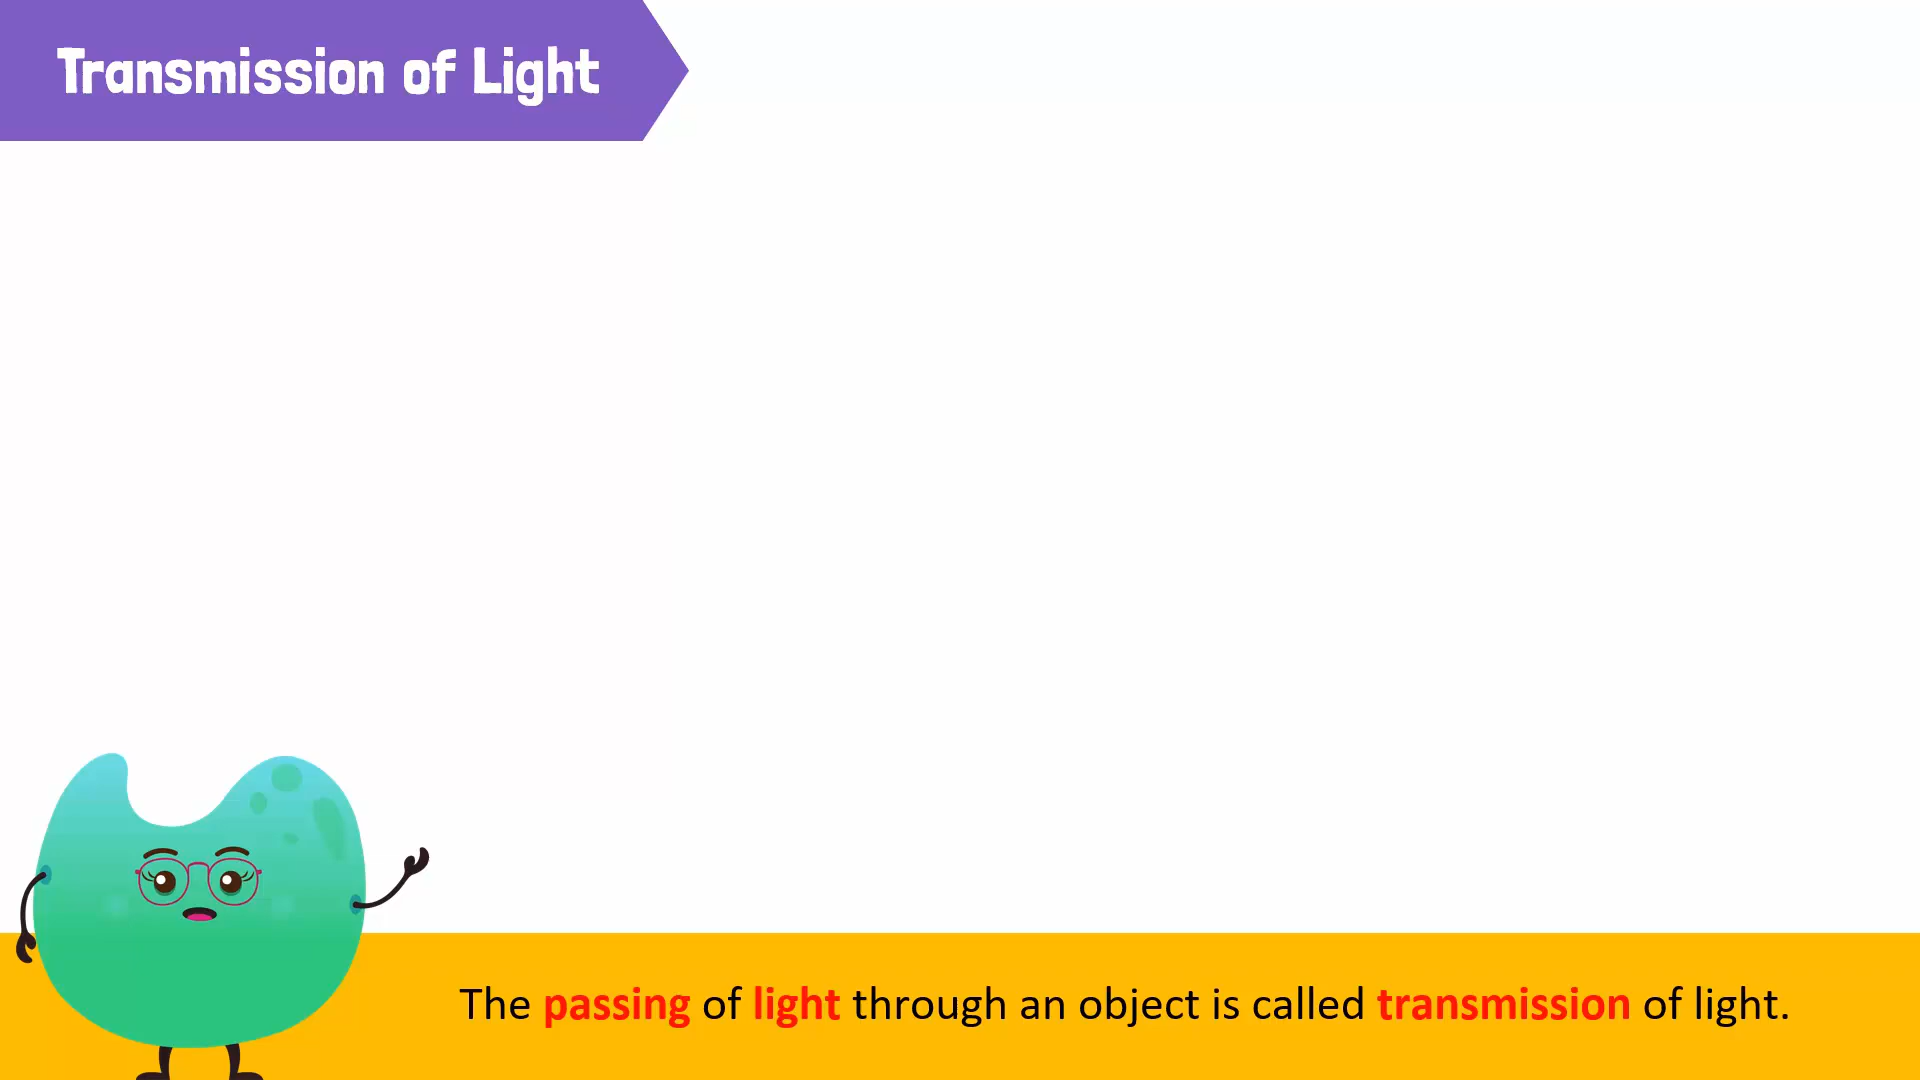 Transmission of Light
The passing of light through an object is called transmission of light.